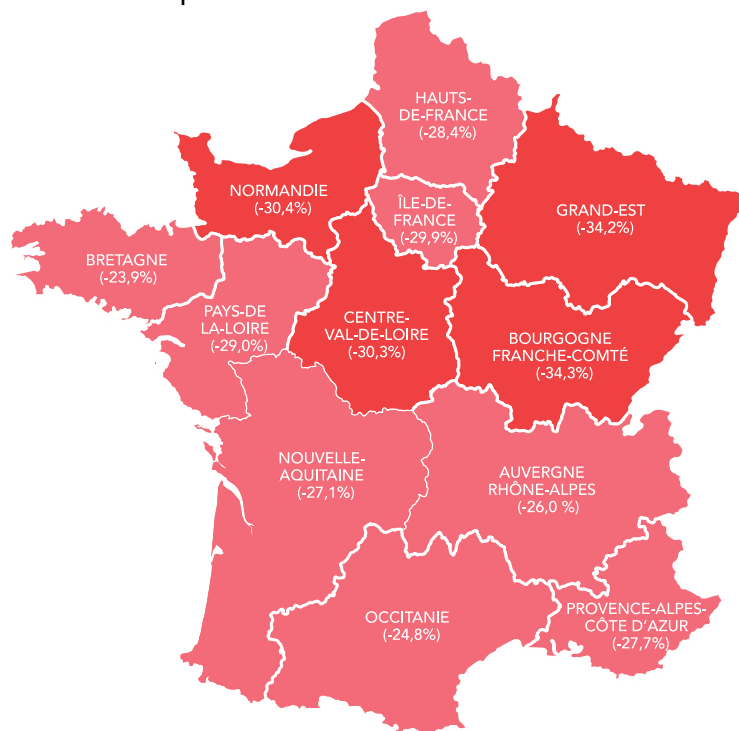 HAUTS-
DE-FRANCE
(-28,4%)
NORMANDIE
(-30,4%)
ÎLE-DE-
FRANCE
(-29,9%)
GRAND-EST
(-34,2%)
BRETAGNE
(-23,9%)
PAYS-DE
LA-LOIRE
(-29,0%)
CENTRE-
VAL-DE-LOIRE
(-30,3%)
BOURGOGNE
FRANCHE-COMTÉ
(-34,3%)
NOUVELLE-
AQUITAINE
(-27,1%)
AUVERGNE
RHÔNE-ALPES
(-26,0 %)
OCCITANIE
(-24,8%)
PROVENCE-ALPES-
CÔTE D'AZUR
(-27,7%)